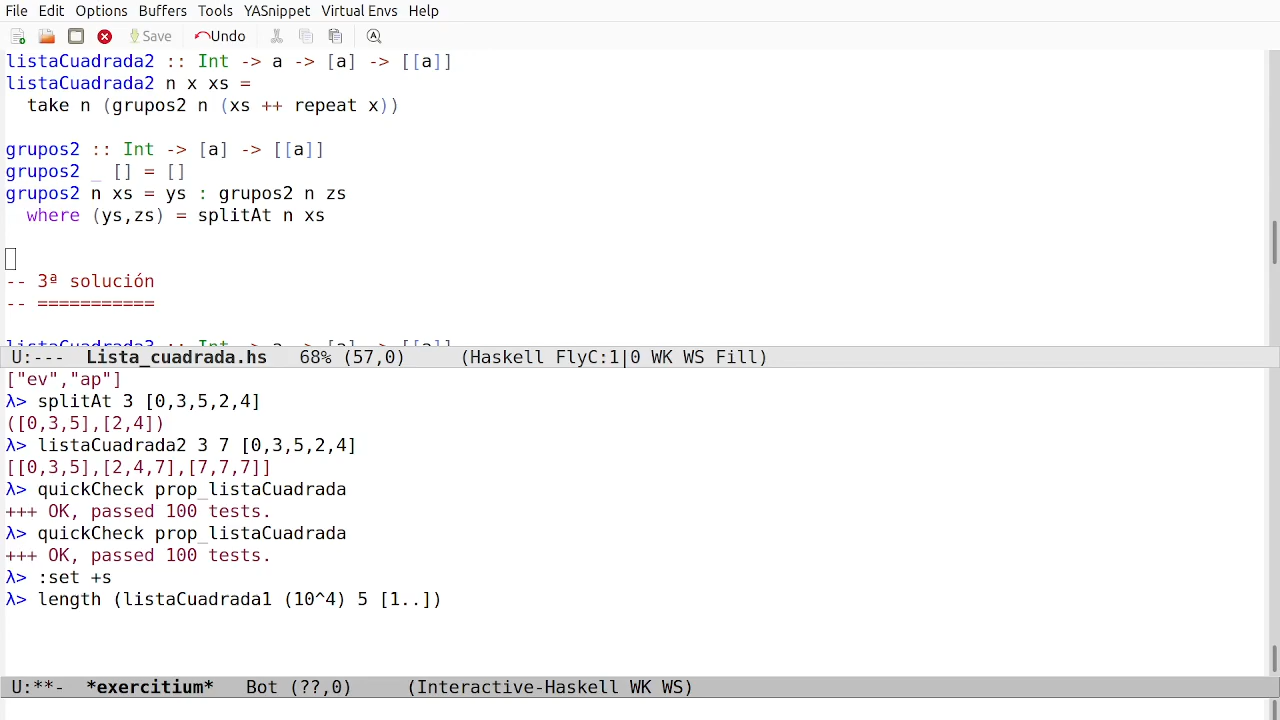 File Edit Options Buffers Tools YASnippet Virtual Envs Help
Save Undo
listaCuadrada2 :: Int -> a -> [a] -> [[a]]
listaCuadrada2 n x xs =
  take n (grupos2 n (xs ++ repeat x))
grupos2 :: Int -> [a] -> [[a]]
grupos2 _ [] = []
grupos2 n xs = ys : grupos2 n zs
  where (ys,zs) = splitAt n xs
-- 3ª solución
-- ===========
listaCuadrada3 :: Int -> a -> [a] -> [[a]]
U:--- Lista_cuadrada.hs 68% (57,0) (Haskell FlyC:1|0 WK WS Fill)
["ev","ap"]
λ> splitAt 3 [0,3,5,2,4]
([0,3,5],[2,4])
λ> listaCuadrada2 3 7 [0,3,5,2,4]
[[0,3,5],[2,4,7],[7,7,7]]
λ> quickCheck prop_listaCuadrada
+++ OK, passed 100 tests.
λ> quickCheck prop_listaCuadrada
+++ OK, passed 100 tests.
λ> :set +s
λ> length (listaCuadrada1 (10^4) 5 [1..])
U:**- *exercitium* Bot (??,0) (Interactive-Haskell WK WS)